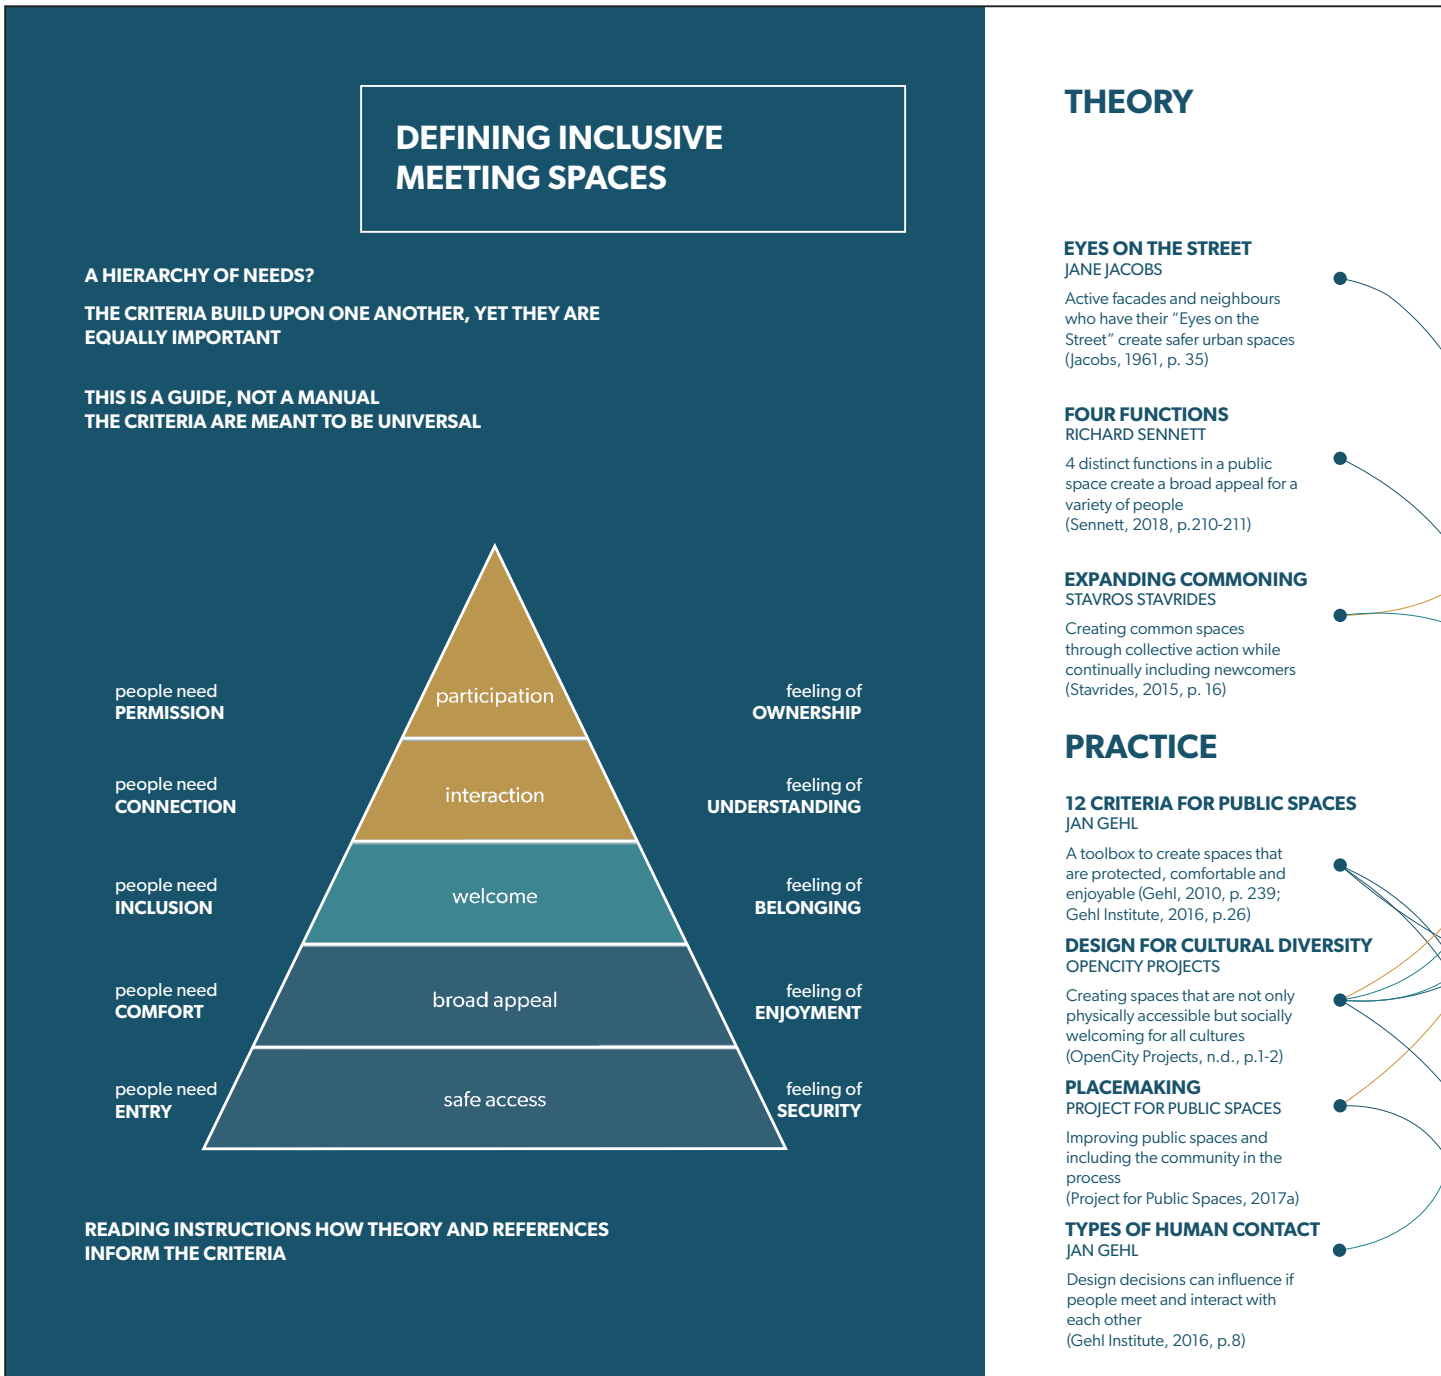 DEFINING INCLUSIVE
MEETING SPACES
A HIERARCHY OF NEEDS?
THE CRITERIA BUILD UPON ONE ANOTHER, YET THEY ARE
EQUALLY IMPORTANT
THIS IS A GUIDE, NOT A MANUAL
THE CRITERIA ARE MEANT TO BE UNIVERSAL
people need
PERMISSION
participation
feeling of
OWNERSHIP
people need
CONNECTION
interaction
feeling of
UNDERSTANDING
people need
INCLUSION
welcome
feeling of
BELONGING
people need
COMFORT
broad appeal
feeling of
ENJOYMENT
people need
ENTRY
safe access
feeling of
SECURITY
READING INSTRUCTIONS HOW THEORY AND REFERENCES
INFORM THE CRITERIA
THEORY
EYES ON THE STREET
JANE JACOBS
Active facades and neighbours
who have their “Eyes on the
Street” create safer urban spaces
(Jacobs, 1961, p. 35)
FOUR FUNCTIONS
RICHARD SENNETT
4 distinct functions in a public
space create a broad appeal for a
variety of people
(Sennett, 2018, p.210-211)
EXPANDING COMMONING
STAVROS STAVRIDES
Creating common spaces
through collective action while
continually including newcomers
(Stavrides, 2015, p. 16)
PRACTICE
12 CRITERIA FOR PUBLIC SPACES
JAN GEHL
A toolbox to create spaces that
are protected, comfortable and
enjoyable (Gehl, 2010, p. 239;
Gehl Institute, 2016, p.26)
DESIGN FOR CULTURAL DIVERSITY
OPENCITY PROJECTS
Creating spaces that are not only
physically accessible but socially
welcoming for all cultures
(OpenCity Projects, n.d., p.1-2)
PLACEMAKING
PROJECT FOR PUBLIC SPACES
Improving public spaces and
including the community in the
process
(Project for Public Spaces, 2017a)
TYPES OF HUMAN CONTACT
JAN GEHL
Design decisions can influence if
people meet and interact with
each other
(Gehl Institute, 2016, p.8)